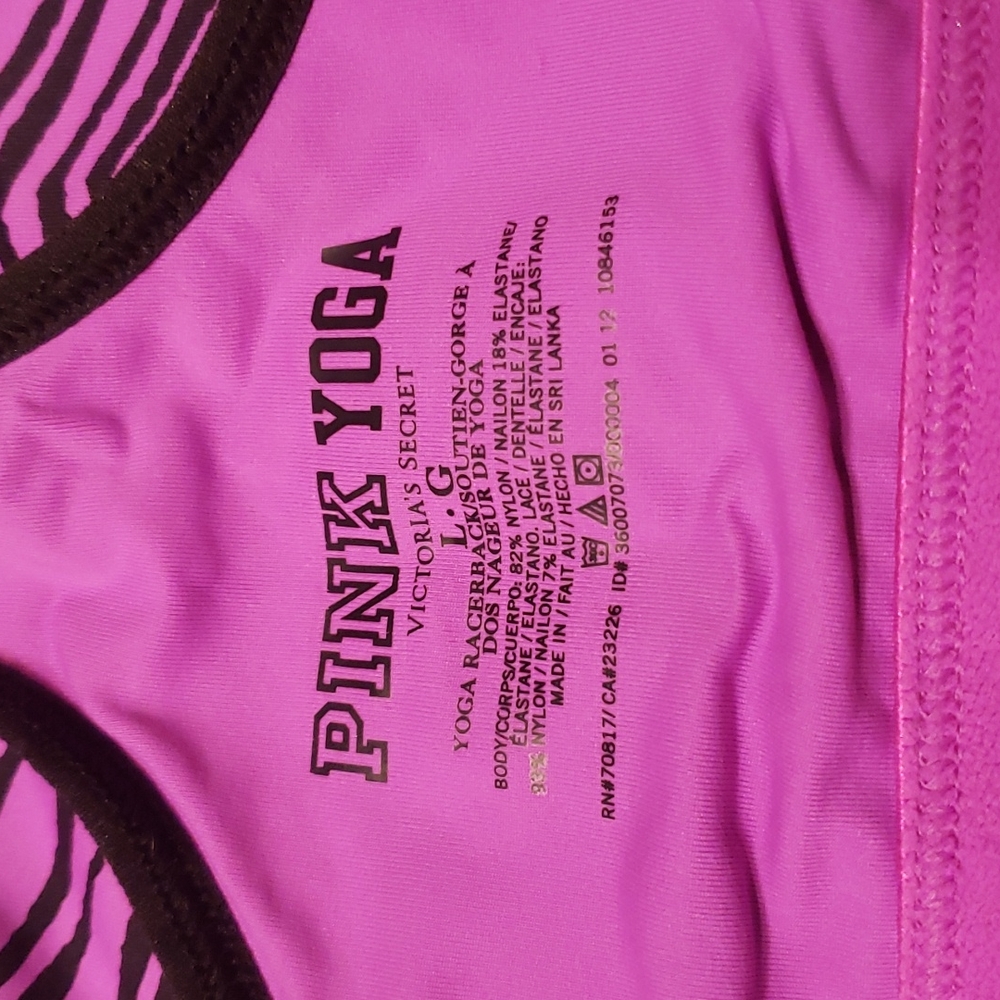 PINK YOGA
VICTORIA'S SECRET
L . G
YOGA RACERBACK/SOUTIEN-GORGE À
DOS NAGEUR DE YOGA
BODY/CORPS/CUERPO: 82% NYLON / NAILON 18% ELASTANE/
ÉLASTANE / ELASTANO. LACE / DENTELLE / ENCAJE:
93% NYLON / NAILON 7% ELASTANE / ÉLASTANE / ELASTANO
MADE IN / FAIT AU / HECHO EN SRI LANKA
RN#70817/ CA#23226 ID# 01 12 10846153